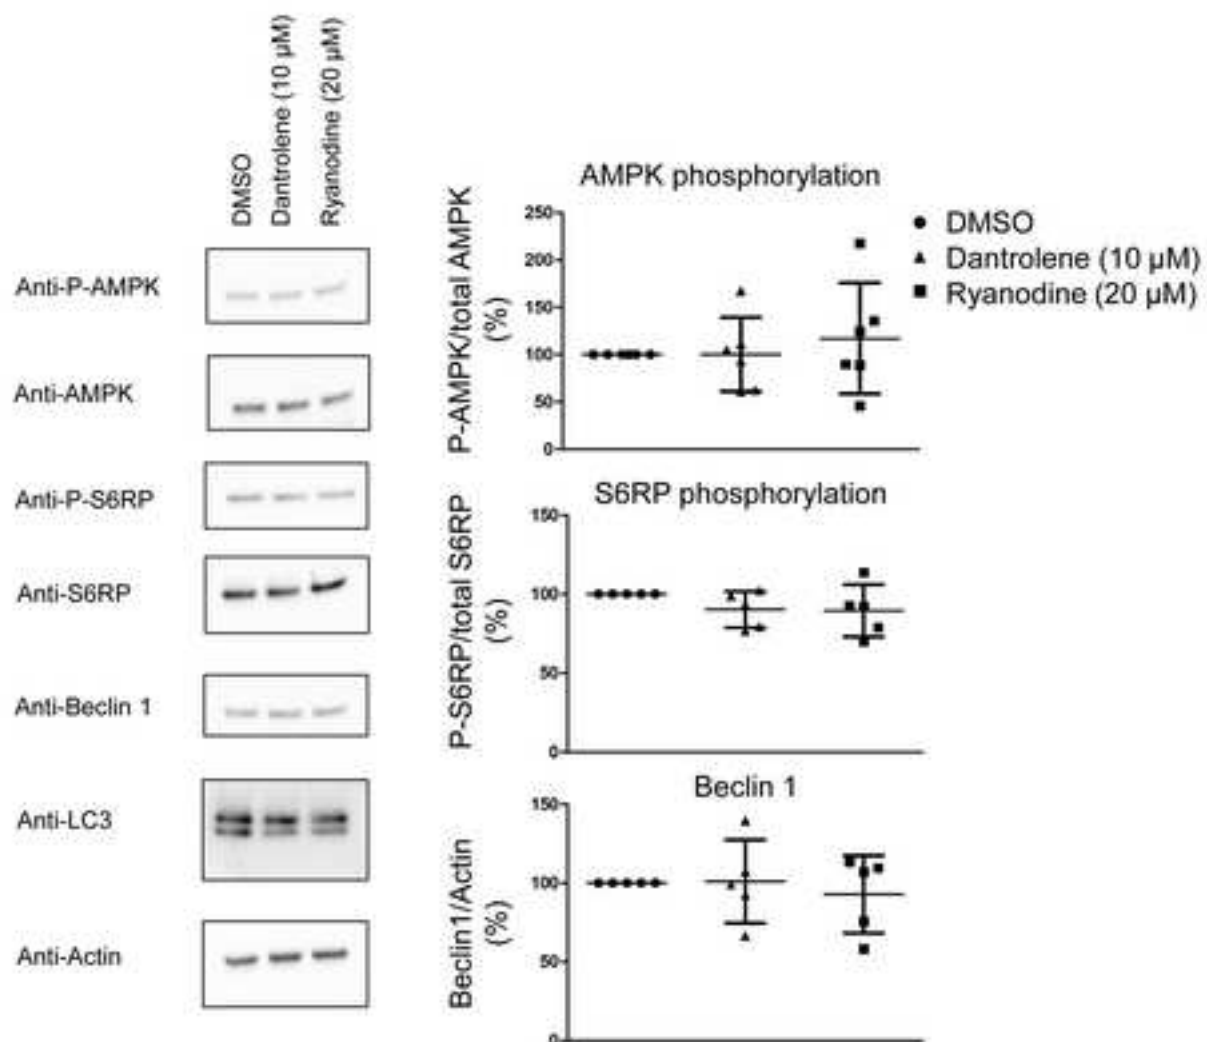 DMSO
Dantrolene (10 µM)
Ryanodine (20 µM)
Anti-P-AMPK
Anti-AMPK
Anti-P-S6RP
Anti-S6RP
Anti-Beclin 1
Anti-LC3
Anti-Actin
AMPK phosphorylation
P-AMPK/total AMPK
(%)
250
200
150
100
50
0
DMSO
Dantrolene (10 µM)
Ryanodine (20 µM)
S6RP phosphorylation
P-S6RP/total S6RP
(%)
150
100
50
0
Beclin 1
Beclin1/Actin
(%)
150
100
50
0